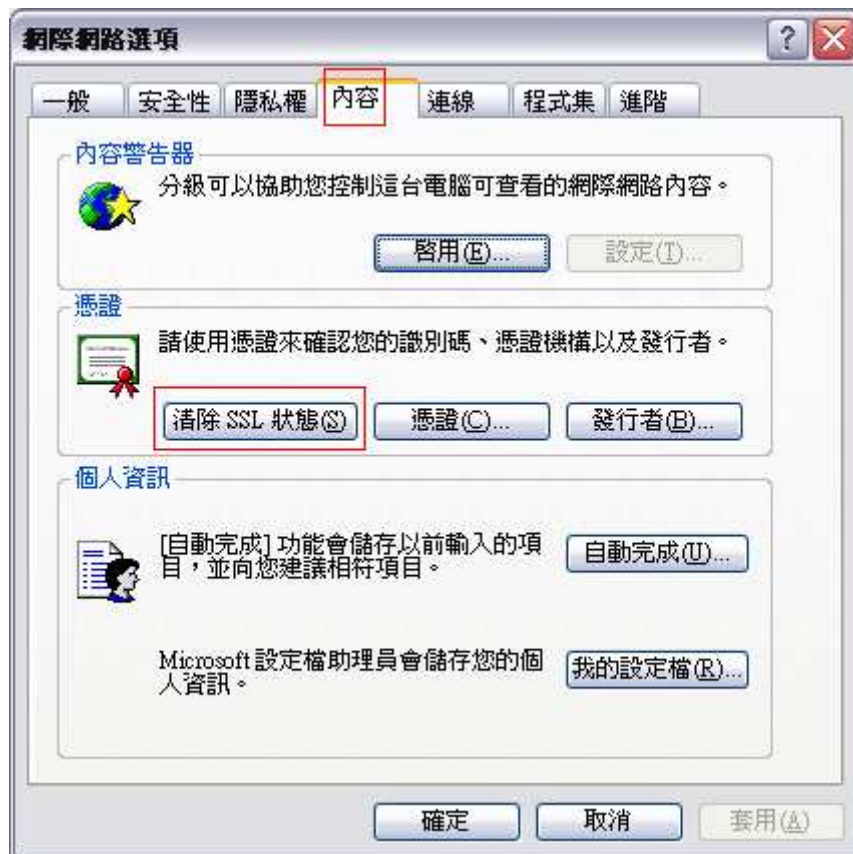 網際網路選項
一般 安全性 隱私權 內容 連線 程式集 進階
內容警告器
分級可以協助您控制這台電腦可查看的網際網路內容。
啓用(E)... 設定(T)...
憑證
請使用憑證來確認您的識別碼、憑證機構以及發行者。
清除 SSL 狀態(S) 憑證(C)... 發行者(B)...
個人資訊
[自動完成] 功能會儲存以前輸入的項
目，並向您建議相符項目。
自動完成(U)...
Microsoft 設定檔助理員會儲存您的個
人資訊。
我的設定檔(R)...
確定 取消 套用(A)